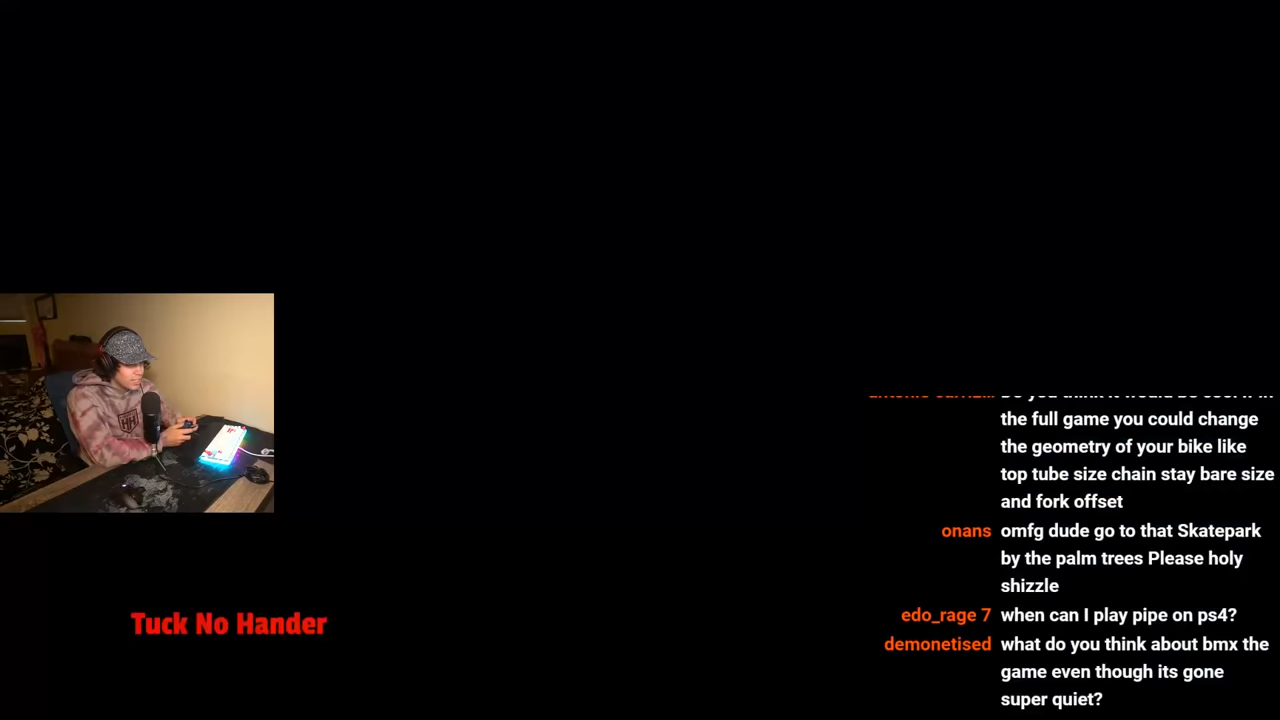 the full game you could change
the geometry of your bike like
top tube size chain stay bare size
and fork offset
onans omfg dude go to that Skatepark
by the palm trees Please holy
shizzle
edo_rage 7 when can I play pipe on ps4?
demonetised what do you think about bmx the
game even though its gone
super quiet?
Tuck No Hander